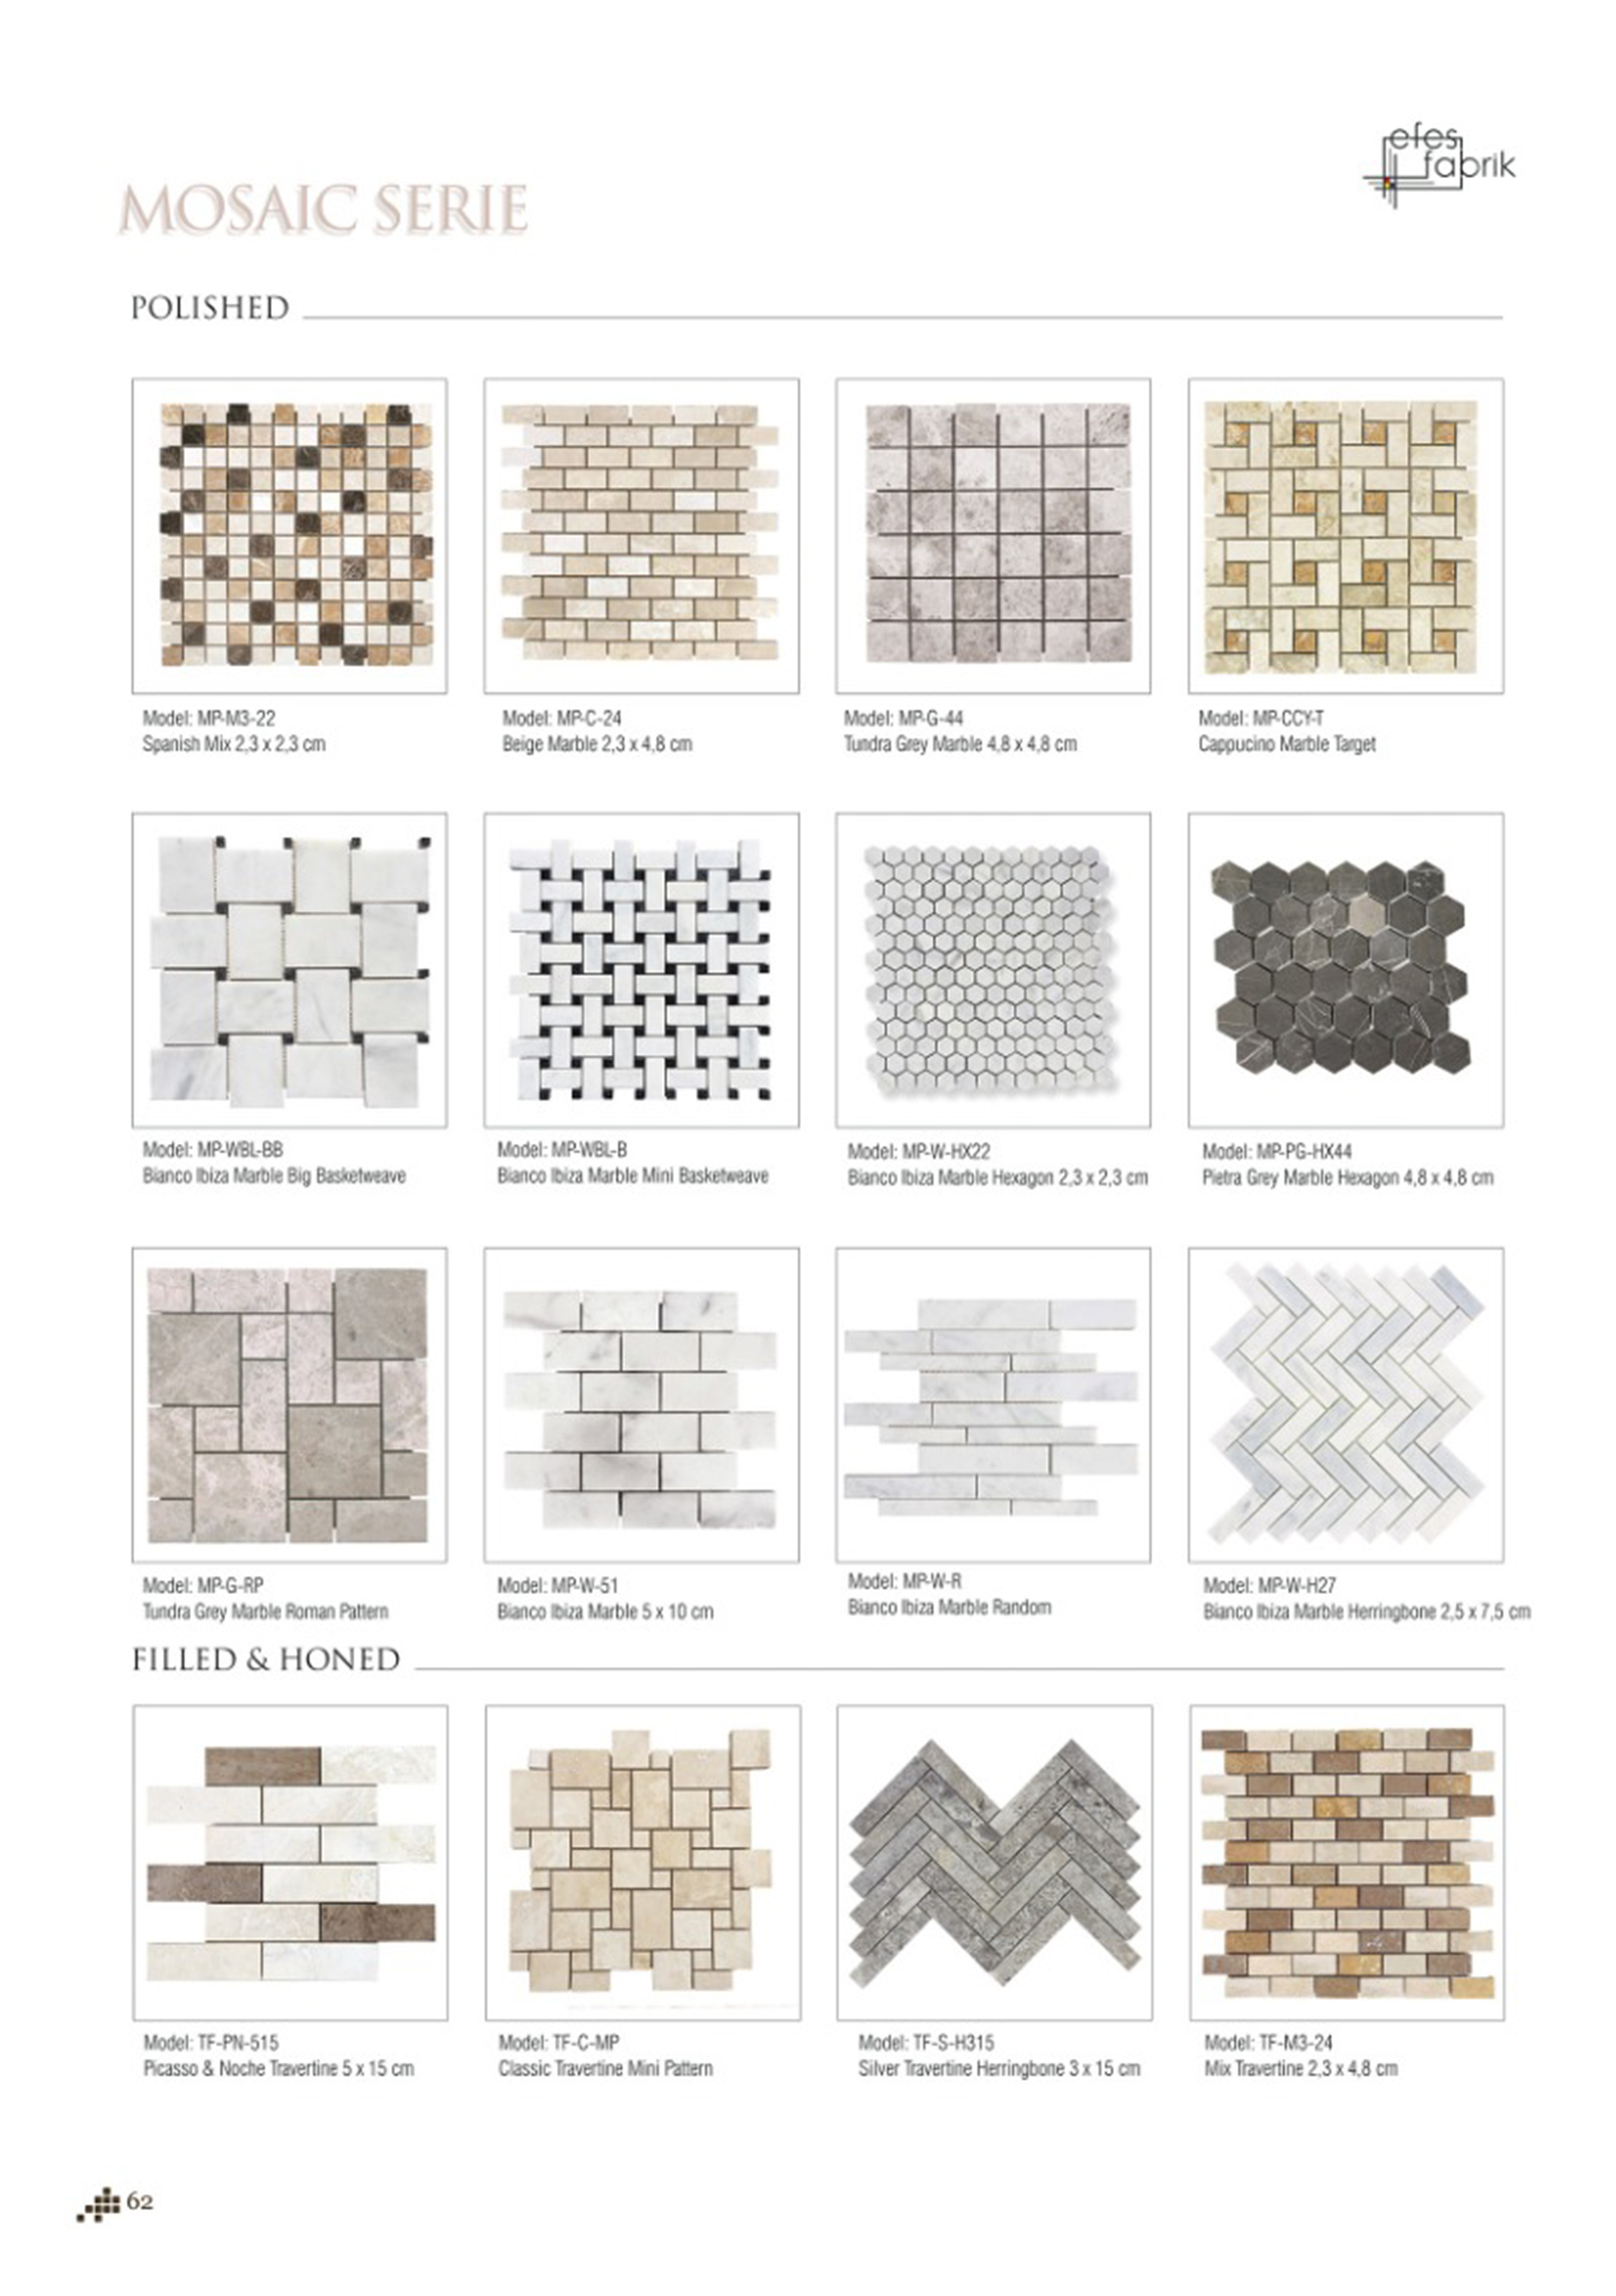 efes
fabrik
MOSAIC SERIE
POLISHED
Model: MP-M3-22
Spanish Mix 2,3 x 2,3 cm
Model: MP-C-24
Beige Marble 2,3 x 4,8 cm
Model: MP-G-44
Tundra Grey Marble 4,8 x 4,8 cm
Model: MP-CCY-T
Cappucino Marble Target
Model: MP-WBL-BB
Bianco Ibiza Marble Big Basketweave
Model: MP-WBL-B
Bianco Ibiza Marble Mini Basketweave
Model: MP-W-HX22
Bianco Ibiza Marble Hexagon 2,3 x 2,3 cm
Model: MP-PG-HX44
Pietra Grey Marble Hexagon 4,8 x 4,8 cm
Model: MP-G-RP
Tundra Grey Marble Roman Pattern
Model: MP-W-51
Bianco Ibiza Marble 5 x 10 cm
Model: MP-W-R
Bianco Ibiza Marble Random
Model: MP-W-H27
Bianco Ibiza Marble Herringbone 2,5 x 7,5 cm
FILLED & HONED
Model: TF-PN-515
Picasso & Noche Travertine 5 x 15 cm
Model: TF-C-MP
Classic Travertine Mini Pattern
Model: TF-S-H315
Silver Travertine Herringbone 3 x 15 cm
Model: TF-M3-24
Mix Travertine 2,3 x 4,8 cm
62